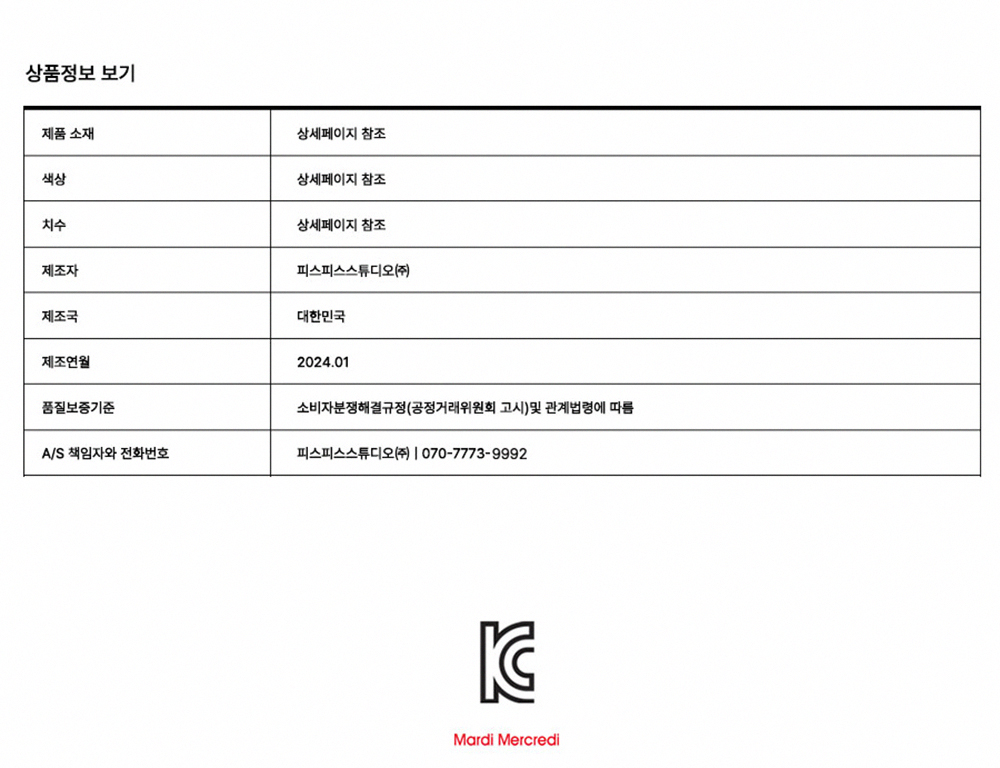 상품정보 보기
제품 소재 상세페이지 참조
색상 상세페이지 참조
치수 상세페이지 참조
제조자 피스피스스튜디오㈜
제조국 대한민국
제조연월 2024.01
품질보증기준 소비자분쟁해결규정(공정거래위원회 고시)및 관계법령에 따름
A/S 책임자와 전화번호 피스피스스튜디오㈜ | 070-7773-9992
KC
Mardi Mercredi